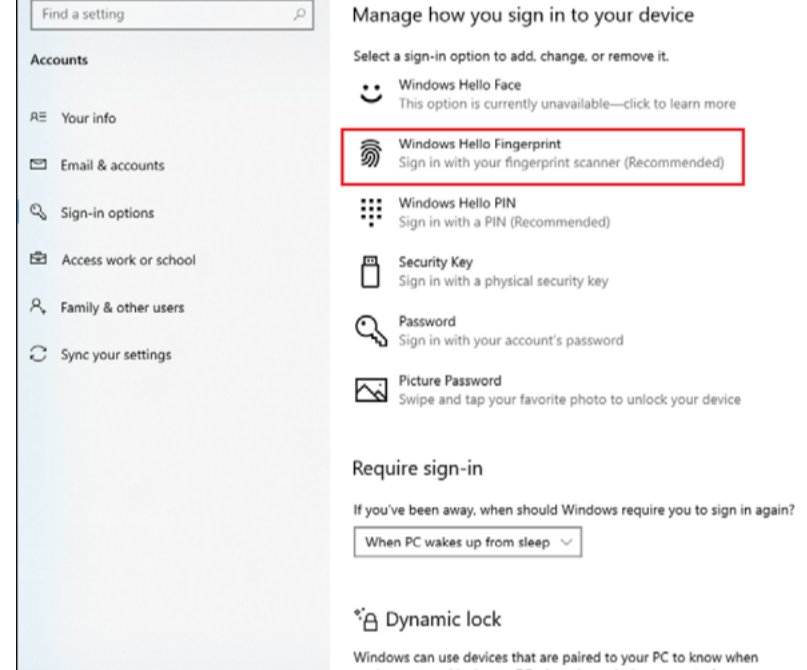 Find a setting
Accounts
Your info
Email & accounts
Sign-in options
Access work or school
Family & other users
Sync your settings
Manage how you sign in to your device
Select a sign-in option to add, change, or remove it.
Windows Hello Face
This option is currently unavailable—click to learn more
Windows Hello Fingerprint
Sign in with your fingerprint scanner (Recommended)
Windows Hello PIN
Sign in with a PIN (Recommended)
Security Key
Sign in with a physical security key
Password
Sign in with your account's password
Picture Password
Swipe and tap your favorite photo to unlock your device
Require sign-in
If you've been away, when should Windows require you to sign in again?
When PC wakes up from sleep
Dynamic lock
Windows can use devices that are paired to your PC to know when